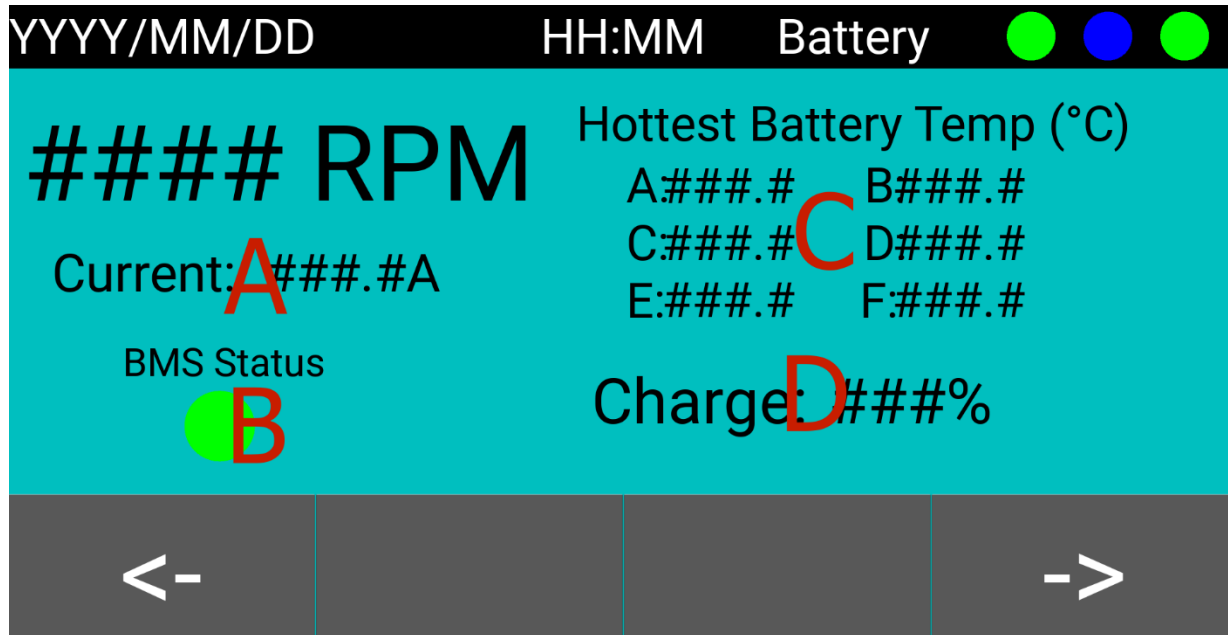 YYYY/MM/DD HH:MM Battery
#### RPM
Current: ###.#A
A
BMS Status
B
Hottest Battery Temp (°C)
A:###.# B:###.#
C:###.# D:###.#
E:###.# F:###.#
C
Charge: ###%
D
<- ->